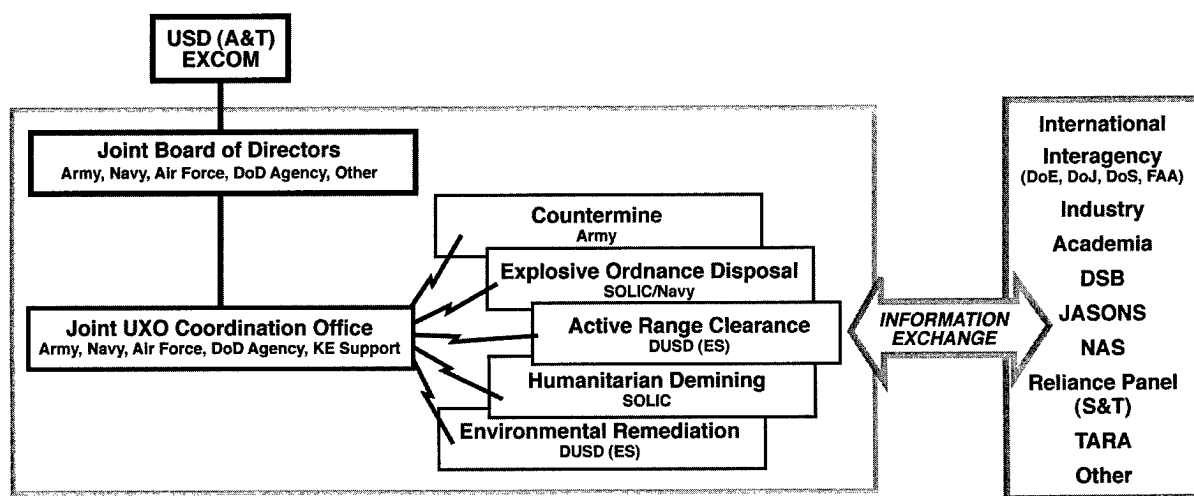 USD (A&T)
EXCOM
Joint Board of Directors
Army, Navy, Air Force, DoD Agency, Other
Joint UXO Coordination Office
Army, Navy, Air Force, DoD Agency, KE Support
Countermine
Army
Explosive Ordnance Disposal
SOLIC/Navy
Active Range Clearance
DUSD (ES)
Humanitarian Demining
SOLIC
Environmental Remediation
DUSD (ES)
INFORMATION
EXCHANGE
International
Interagency
(DoE, DoJ, DoS, FAA)
Industry
Academia
DSB
JASONS
NAS
Reliance Panel
(S&T)
TARA
Other